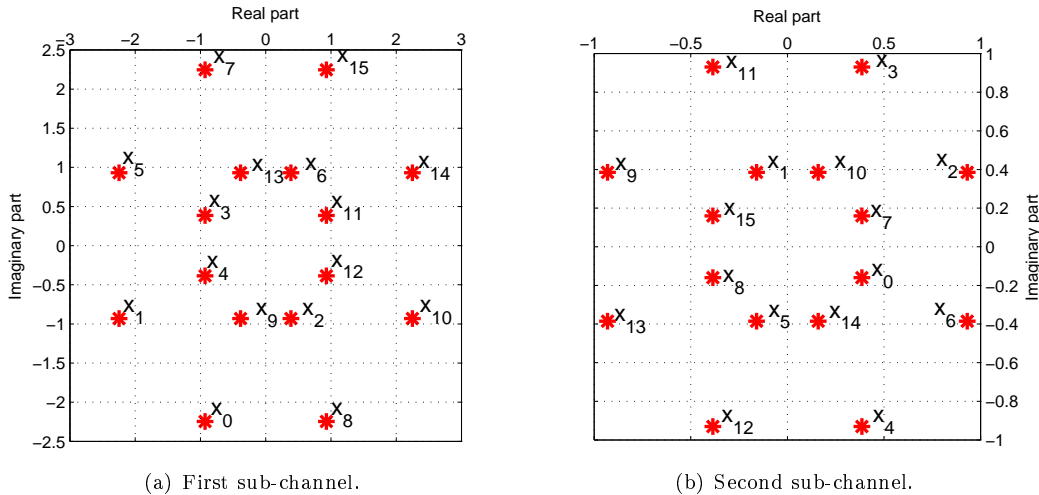 Real part
−3 −2 −1 0 1 2 3
2.5
2
1.5
1
0.5
0
−0.5
−1
−1.5
−2
−2.5
Imaginary part
x7 x15
x5 x13 x6 x14
x3 x11
x4 x12
x1 x9 x2 x10
x0 x8
(a) First sub-channel.
Real part
−1 −0.5 0 0.5 1
1
0.8
0.6
0.4
0.2
0
−0.2
−0.4
−0.6
−0.8
−1
Imaginary part
x11 x3
x9 x1 x10 x2
x15 x7
x8 x0
x13 x5 x14 x6
x12 x4
(b) Second sub-channel.